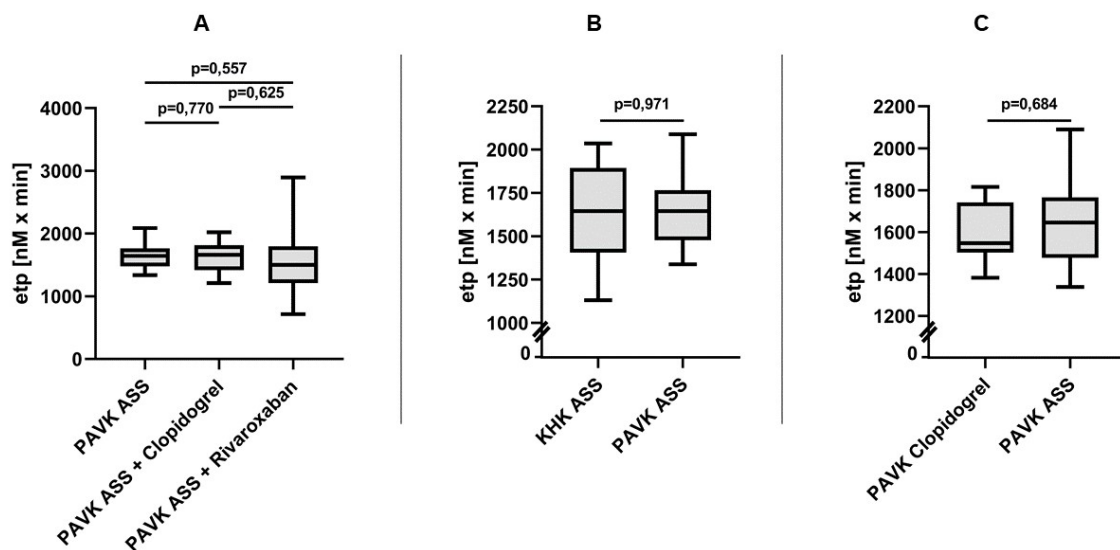 A
p=0,557
p=0,770
p=0,625
etp [nM x min]
4000
3000
2000
1000
0
PAVK ASS
PAVK ASS + Clopidogrel
PAVK ASS + Rivaroxaban
B
p=0,971
etp [nM x min]
2250
2000
1750
1500
1250
1000
0
KHK ASS
PAVK ASS
C
p=0,684
etp [nM x min]
2200
2000
1800
1600
1400
1200
0
PAVK Clopidogrel
PAVK ASS